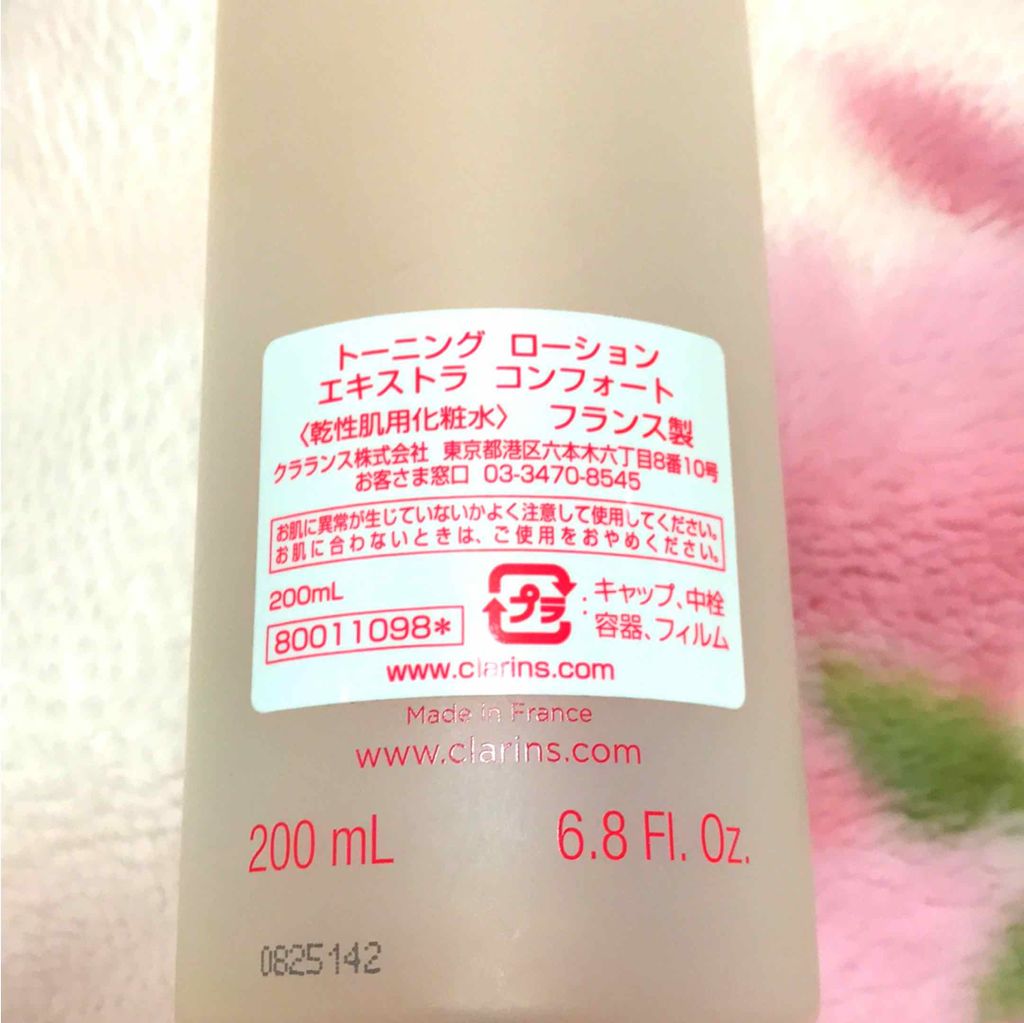 トーニング ローション
エキストラ コンフォート
〈乾性肌用化粧水〉 フランス製
クラランス株式会社 東京都港区六本木六丁目8番10号
お客さま窓口 03-3470-8545
お肌に異常が生じていないかよく注意して使用してください。
お肌に合わないときは、ご使用をおやめください。
200mL
80011098*
プラ : キャップ、中栓
容器、フィルム
www.clarins.com
Made in France
www.clarins.com
200 mL 6.8 Fl. Oz.
0825142